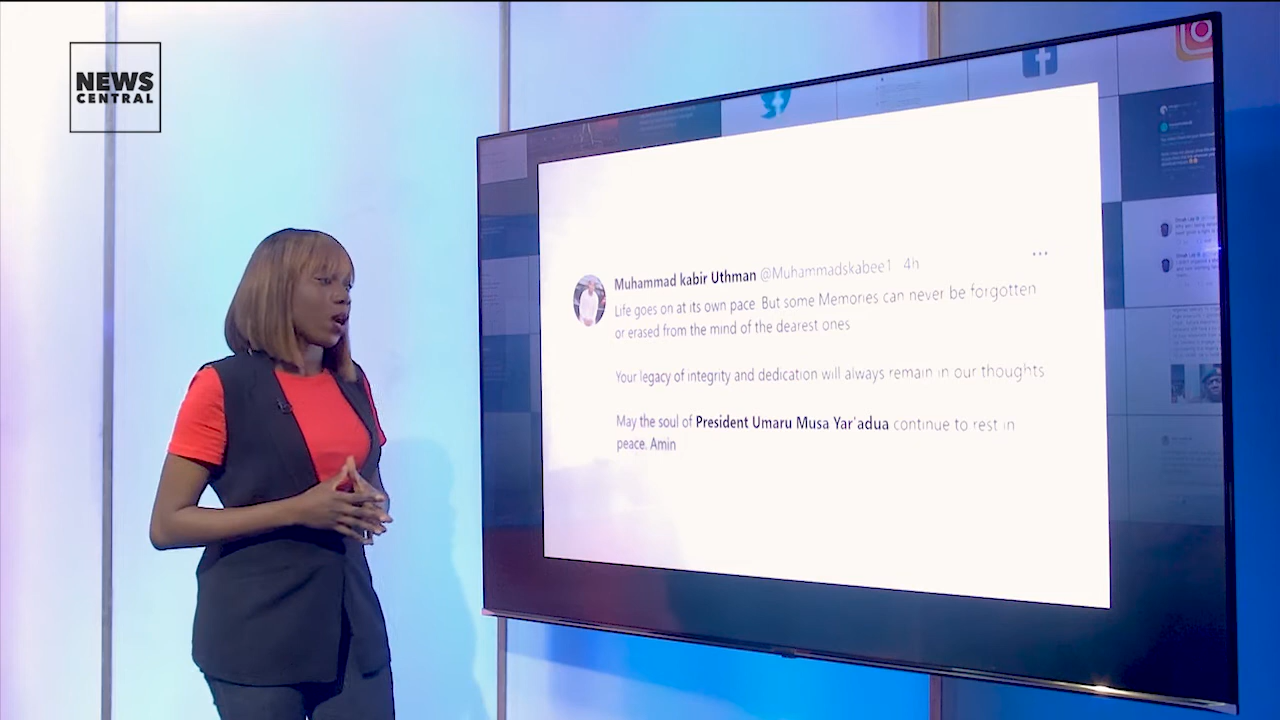 NEWS
CENTRAL
Muhammad kabir Uthman @Muhammadskabee1 4h
Life goes on at its own pace. But some Memories can never be forgotten
or erased from the mind of the dearest ones
Your legacy of integrity and dedication will always remain in our thoughts
May the soul of President Umaru Musa Yar'adua continue to rest in
peace. Amin